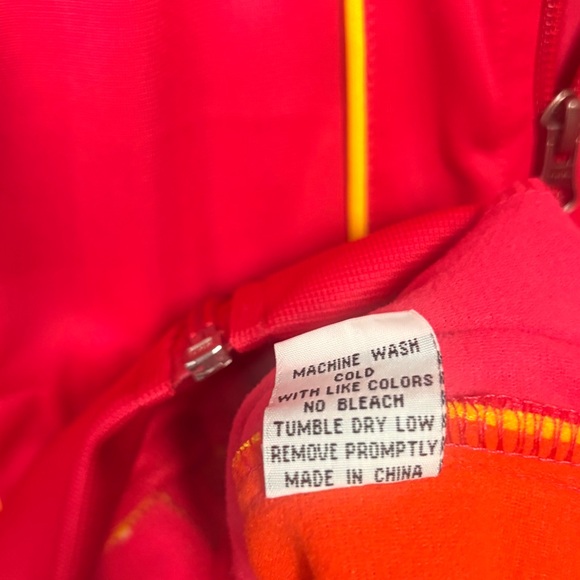 MACHINE WASH
COLD
WITH LIKE COLORS
NO BLEACH
TUMBLE DRY LOW
REMOVE PROMPTLY
MADE IN CHINA